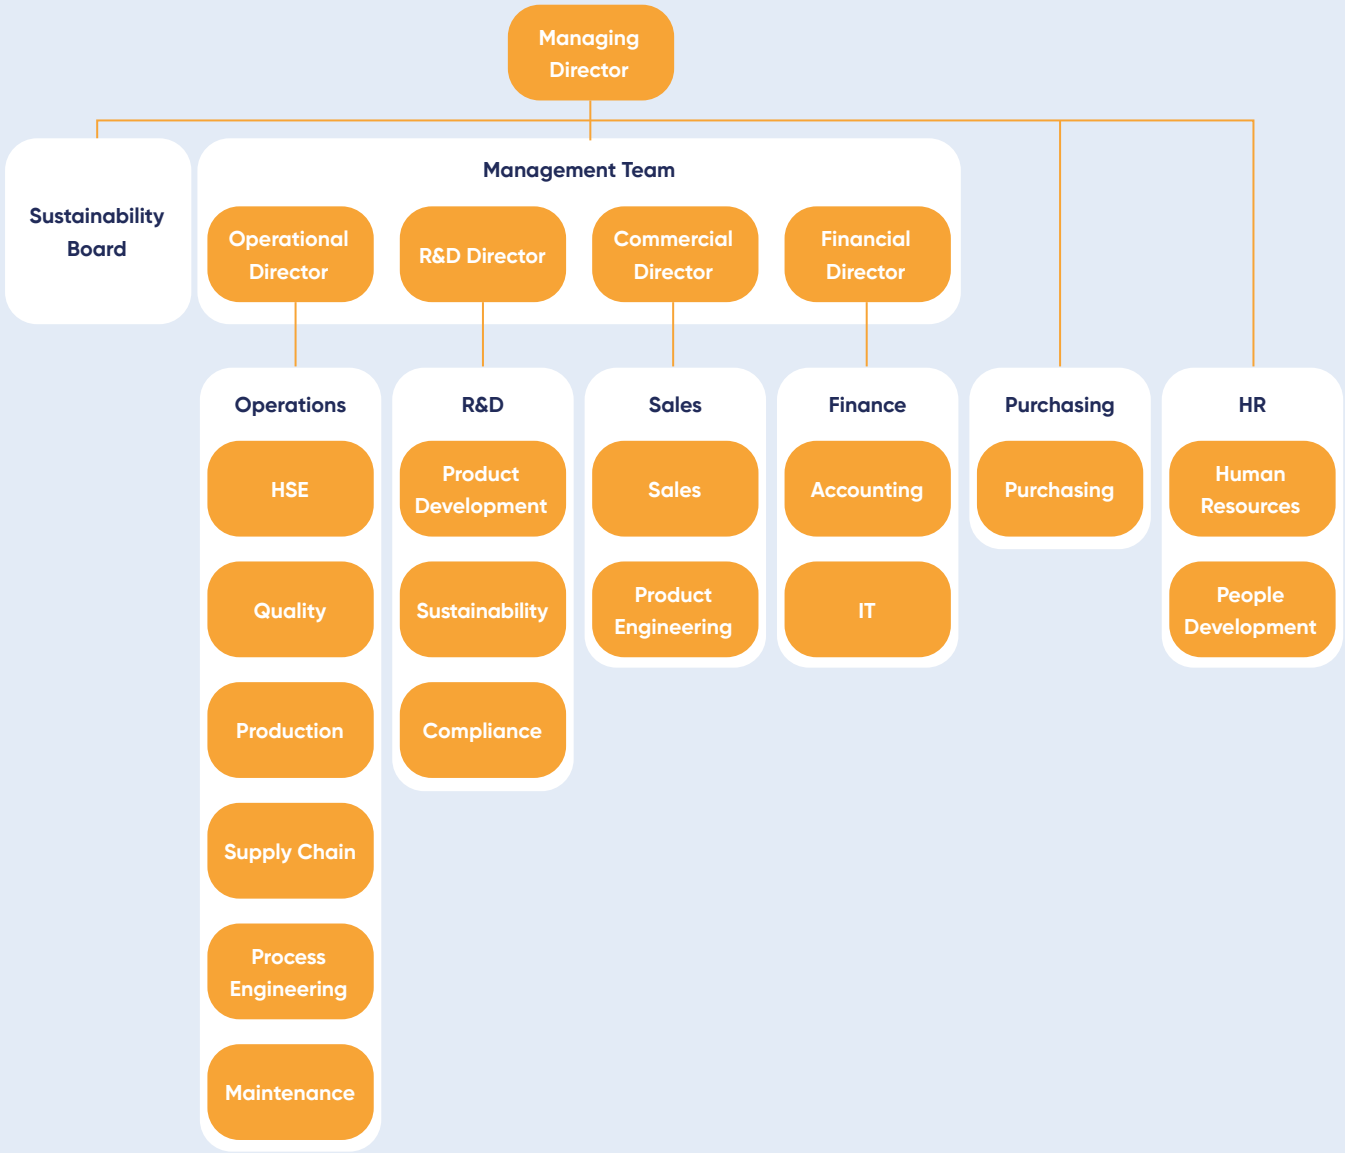 Managing
Director
Sustainability
Board
Management Team
Operational
Director
R&D Director
Commercial
Director
Financial
Director
Operations
HSE
Quality
Production
Supply Chain
Process
Engineering
Maintenance
R&D
Product
Development
Sustainability
Compliance
Sales
Sales
Product
Engineering
Finance
Accounting
IT
Purchasing
Purchasing
HR
Human
Resources
People
Development